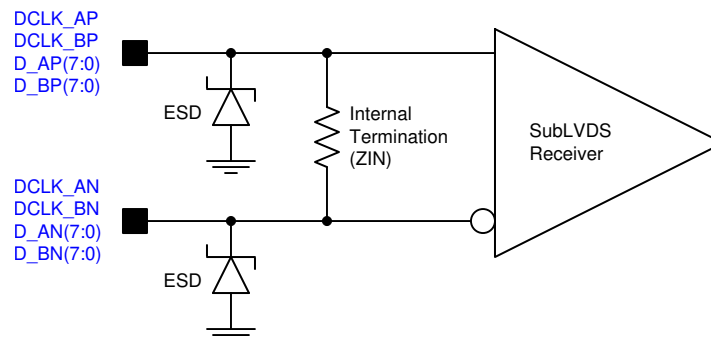 DCLK_AP
DCLK_BP
D_AP(7:0)
D_BP(7:0)
ESD
Internal
Termination
(ZIN)
SubLVDS
Receiver
DCLK_AN
DCLK_BN
D_AN(7:0)
D_BN(7:0)
ESD